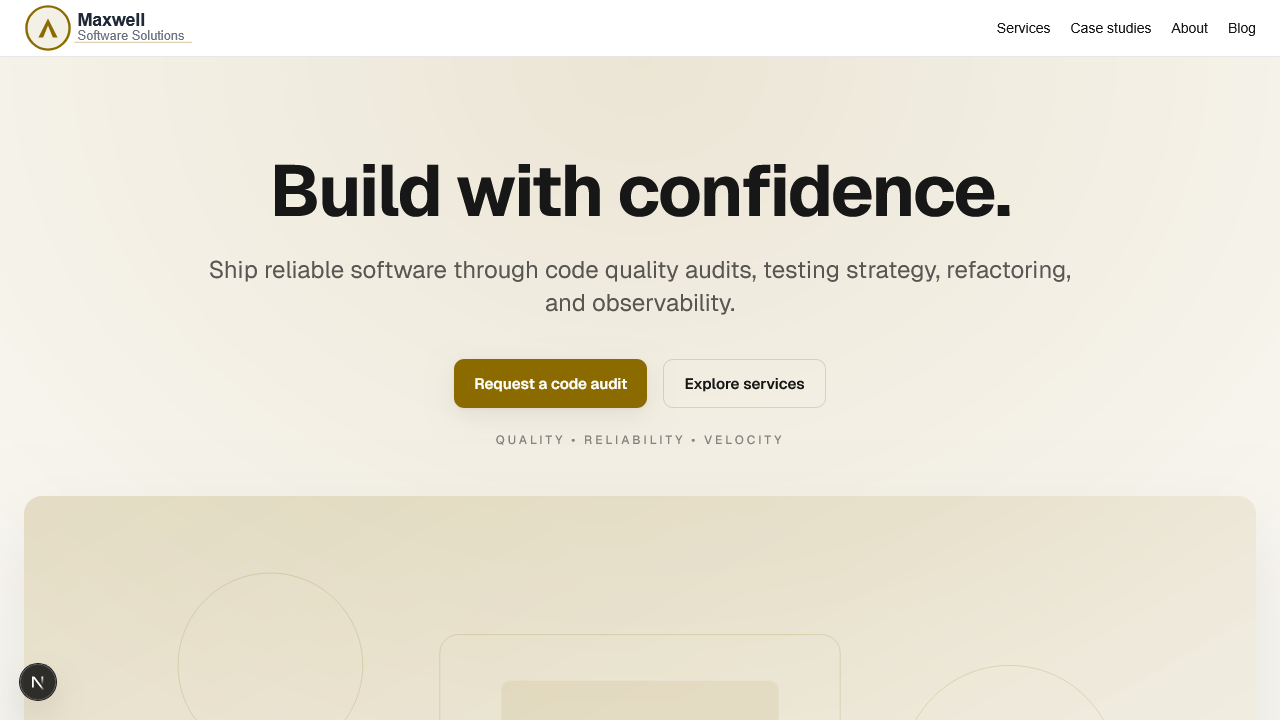 Maxwell
Software Solutions
Services
Case studies
About
Blog
Build with confidence.
Ship reliable software through code quality audits, testing strategy, refactoring,
and observability.
Request a code audit
Explore services
QUALITY • RELIABILITY • VELOCITY
N